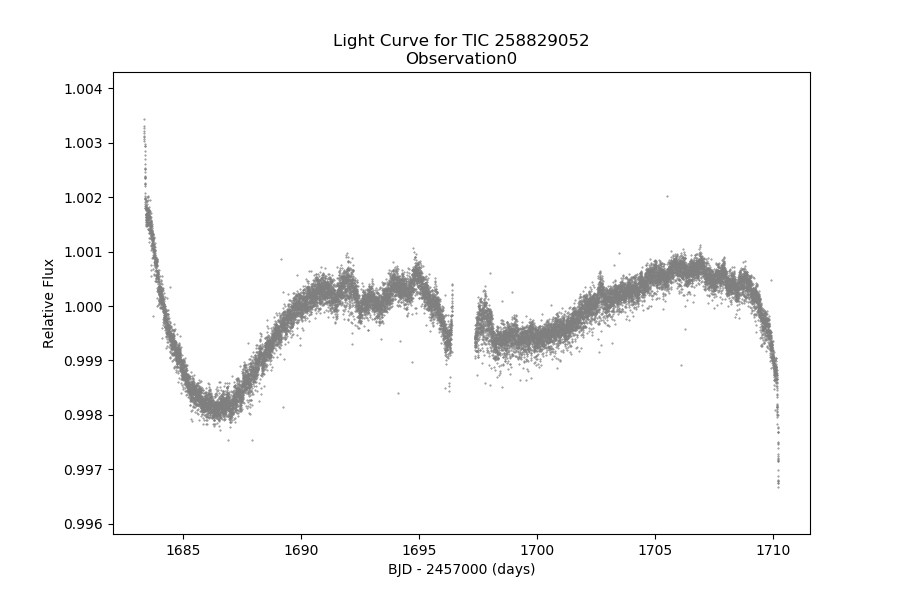 Light Curve for TIC 258829052
Observation0
1.004
1.003
1.002
1.001
1.000
0.999
0.998
0.997
0.996
Relative Flux
1685 1690 1695 1700 1705 1710
BJD - 2457000 (days)